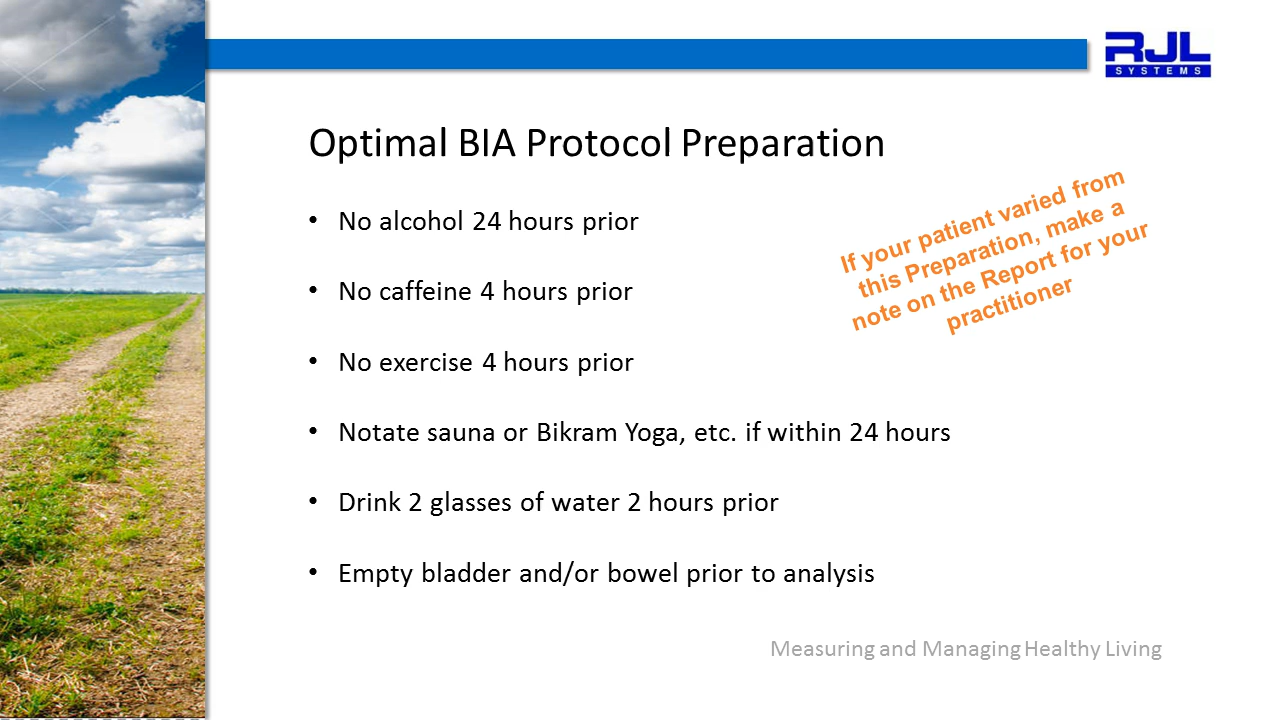 RJL
SYSTEMS
Optimal BIA Protocol Preparation
• No alcohol 24 hours prior
• No caffeine 4 hours prior
• No exercise 4 hours prior
• Notate sauna or Bikram Yoga, etc. if within 24 hours
• Drink 2 glasses of water 2 hours prior
• Empty bladder and/or bowel prior to analysis
If your patient varied from
this Preparation, make a
note on the Report for your
practitioner
Measuring and Managing Healthy Living